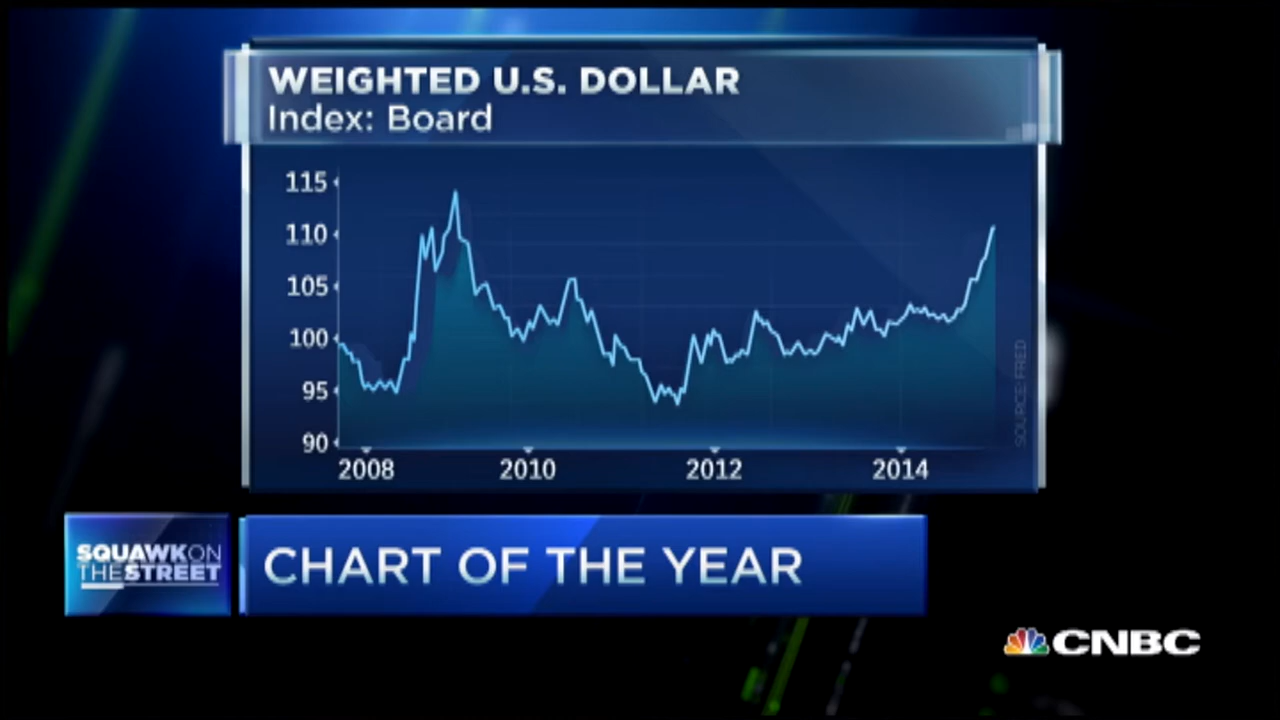 WEIGHTED U.S. DOLLAR
Index: Board
115
110
105
100
95
90
2008 2010 2012 2014
SOURCE: FRED
SQUAWK ON
THE STREET
CHART OF THE YEAR
CNBC